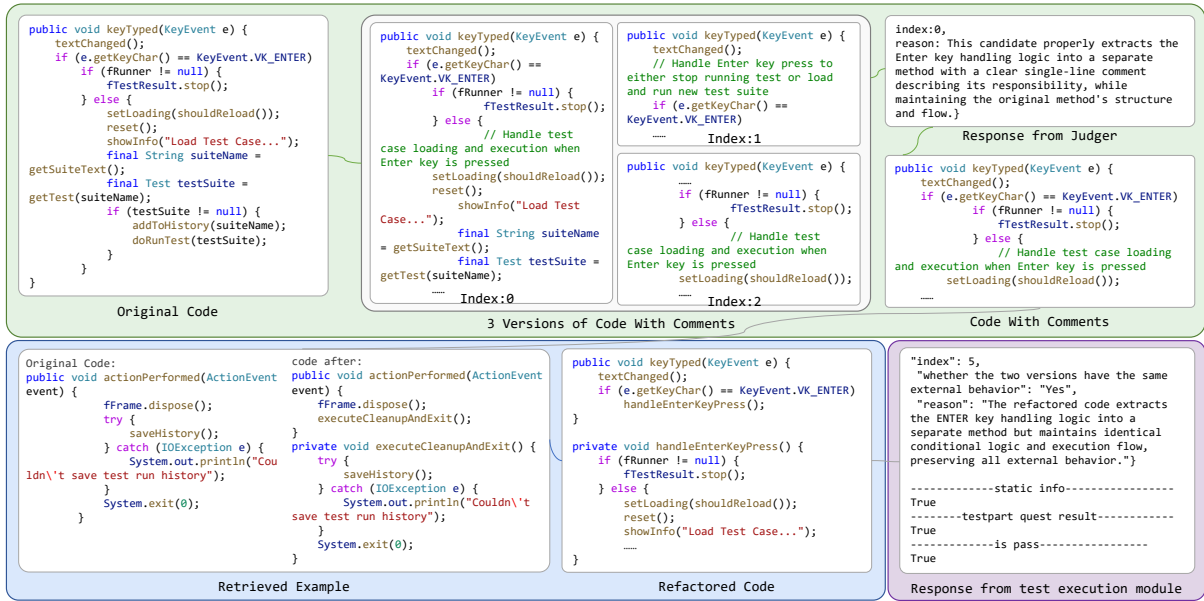 public void keyTyped(KeyEvent e) {
textChanged();
if (e.getKeyChar() == KeyEvent.VK_ENTER)
if (fRunner != null) {
fTestResult.stop();
} else {
setLoading(shouldReload());
reset();
showInfo("Load Test Case...");
final String suiteName =
getSuiteText();
final Test testSuite =
getTest(suiteName);
if (testSuite != null) {
addToHistory(suiteName);
doRunTest(testSuite);
}
}
}
Original Code
public void keyTyped(KeyEvent e) {
textChanged();
if (e.getKeyChar() ==
KeyEvent.VK_ENTER)
if (fRunner != null) {
fTestResult.stop();
} else {
// Handle test
case loading and execution when
Enter key is pressed
setLoading(shouldReload());
reset();
showInfo("Load Test
Case...");
final String suiteName
= getSuiteText();
final Test testSuite =
getTest(suiteName);
……
Index:0
public void keyTyped(KeyEvent e) {
textChanged();
// Handle Enter key press to
either stop running test or load
and run new test suite
if (e.getKeyChar() ==
KeyEvent.VK_ENTER)
……
Index:1
public void keyTyped(KeyEvent e) {
……
if (fRunner != null) {
fTestResult.stop();
} else {
// Handle test
case loading and execution when
Enter key is pressed
setLoading(shouldReload());
……
Index:2
3 Versions of Code With Comments
index:0,
reason: This candidate properly extracts the
Enter key handling logic into a separate
method with a clear single-line comment
describing its responsibility, while
maintaining the original method's structure
and flow.}
Response from Judger
public void keyTyped(KeyEvent e) {
textChanged();
if (e.getKeyChar() == KeyEvent.VK_ENTER)
if (fRunner != null) {
fTestResult.stop();
} else {
// Handle test case loading
and execution when Enter key is pressed
setLoading(shouldReload());
……
Code With Comments
Original Code:
public void actionPerformed(ActionEvent
event) {
fFrame.dispose();
try {
saveHistory();
} catch (IOException e) {
System.out.println("Cou
ldn\'t save test run history");
}
System.exit(0);
}
code after:
public void actionPerformed(ActionEvent
event) {
fFrame.dispose();
executeCleanupAndExit();
}
private void executeCleanupAndExit() {
try {
saveHistory();
} catch (IOException e) {
System.out.println("Couldn\'t
save test run history");
}
System.exit(0);
}
Retrieved Example
public void keyTyped(KeyEvent e) {
textChanged();
if (e.getKeyChar() == KeyEvent.VK_ENTER)
handleEnterKeyPress();
}
private void handleEnterKeyPress() {
if (fRunner != null) {
fTestResult.stop();
} else {
setLoading(shouldReload());
reset();
showInfo("Load Test Case...");
……
}
Refactored Code
"index": 5,
"whether the two versions have the same
external behavior": "Yes",
"reason": "The refactored code extracts
the ENTER key handling logic into a
separate method but maintains identical
conditional logic and execution flow,
preserving all external behavior."}
-------------static info---------------
True
--------testpart quest result-----------
True
-------------is pass-----------------
True
Response from test execution module